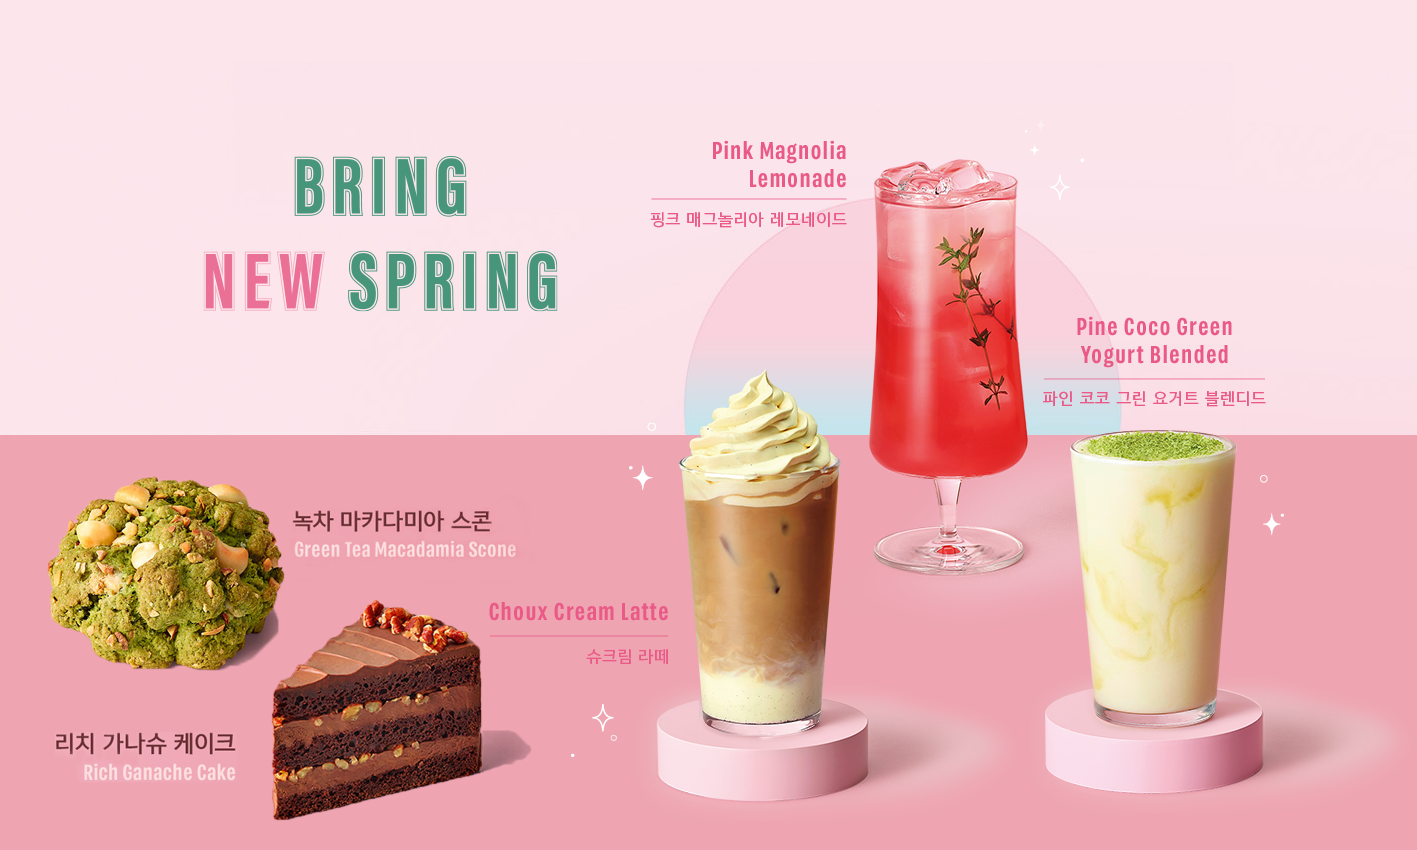 BRING
NEW SPRING
Pink Magnolia
Lemonade
핑크 매그놀리아 레모네이드
Pine Coco Green
Yogurt Blended
파인 코코 그린 요거트 블렌디드
녹차 마카다미아 스콘
Green Tea Macadamia Scone
Choux Cream Latte
슈크림 라떼
리치 가나슈 케이크
Rich Ganache Cake